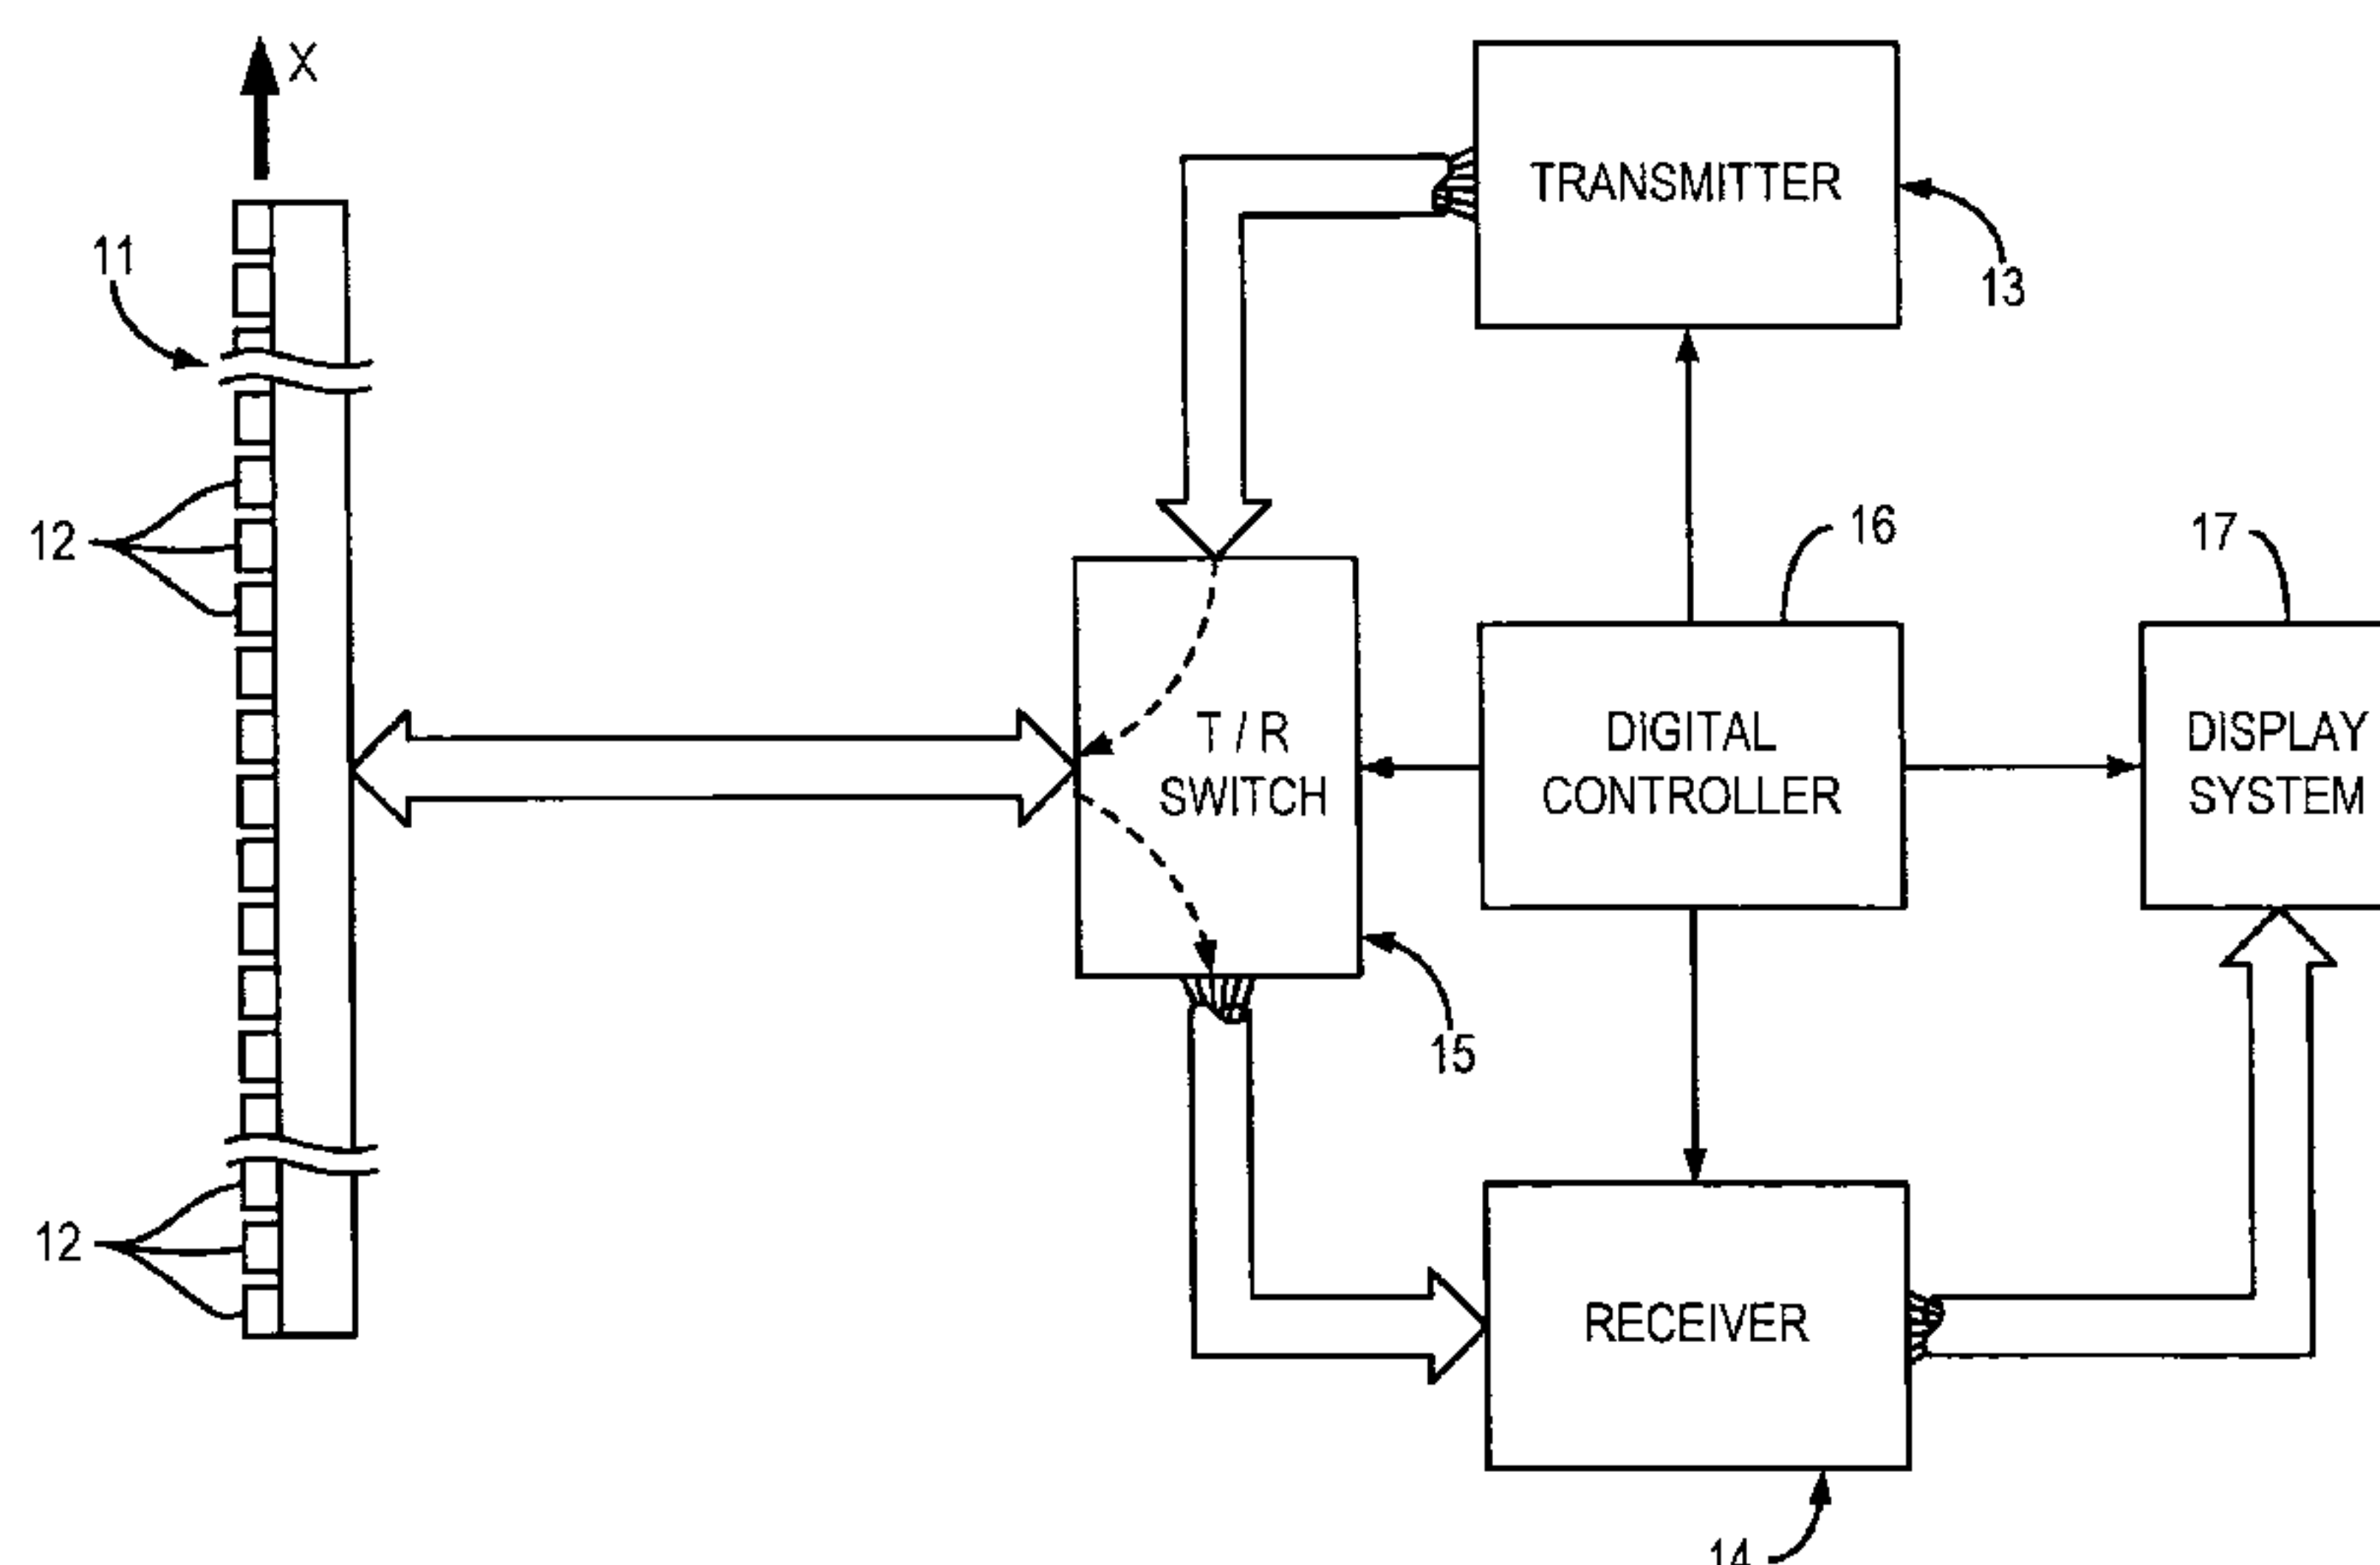 X
11
TRANSMITTER
13
12
16
17
T / R
SWITCH
DIGITAL
CONTROLLER
DISPLAY
SYSTEM
15
12
RECEIVER
14